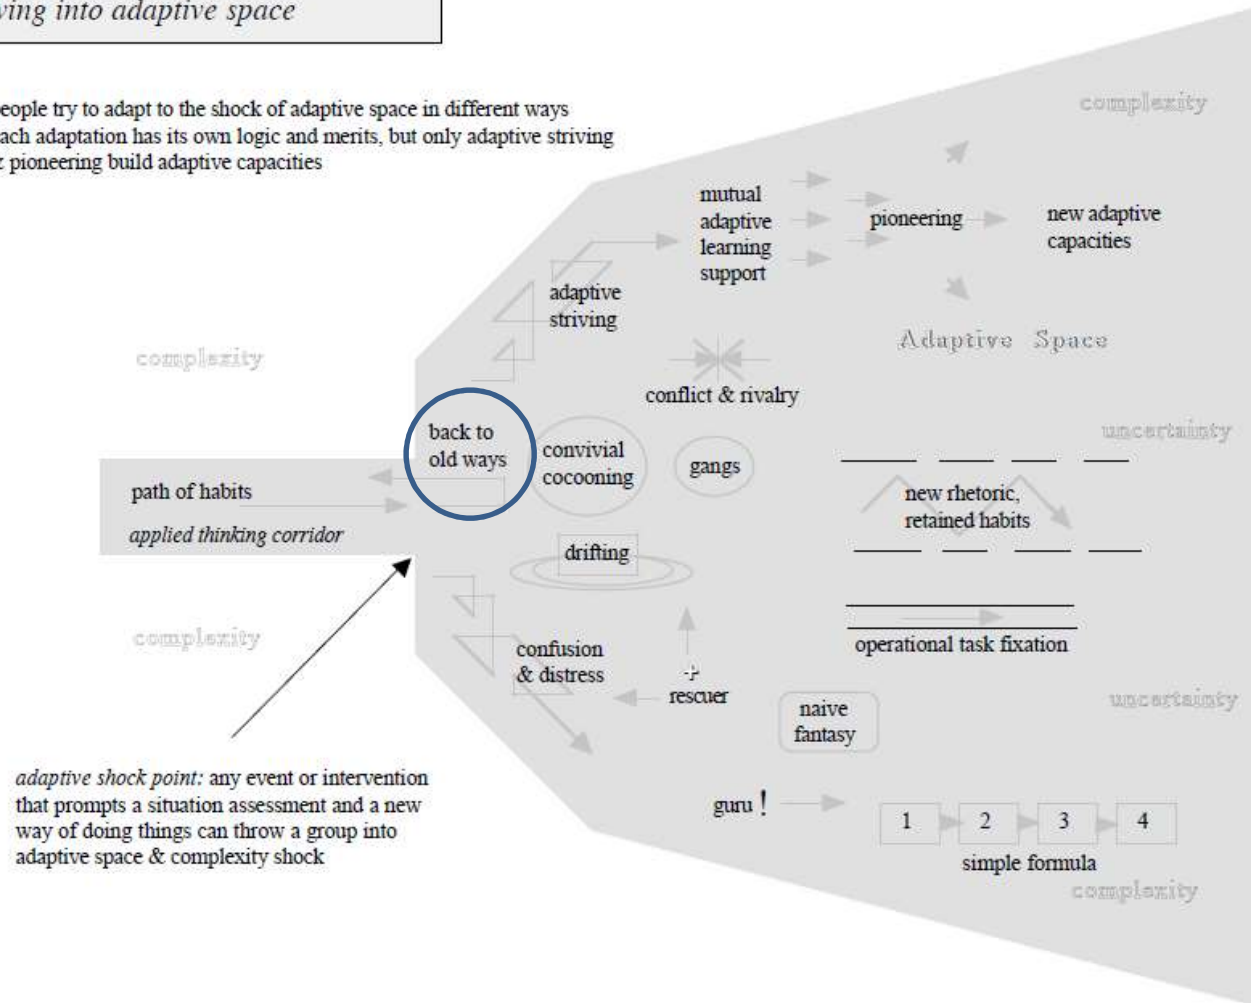 ving into adaptive space
eople try to adapt to the shock of adaptive space in different ways
ach adaptation has its own logic and merits, but only adaptive striving
pioneering build adaptive capacities
complexity
mutual
adaptive
learning
support
pioneering
new adaptive
capacities
adaptive
striving
Adaptive Space
complexity
conflict & rivalry
back to
old ways
convivial
cocooning
gangs
uncertainty
path of habits
applied thinking corridor
new rhetoric,
retained habits
drifting
complexity
confusion
& distress
rescuer
operational task fixation
uncertainty
naive
fantasy
adaptive shock point: any event or intervention
that prompts a situation assessment and a new
way of doing things can throw a group into
adaptive space & complexity shock
guru !
1 2 3 4
simple formula
complexity